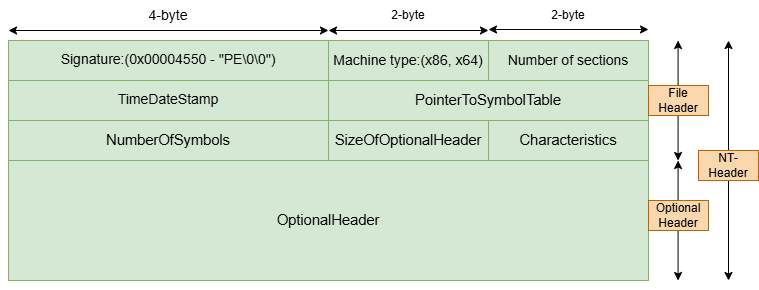 4-byte 2-byte 2-byte
Signature:(0x00004550 - "PE\0\0") Machine type:(x86, x64) Number of sections
TimeDateStamp PointerToSymbolTable
File
Header
NumberOfSymbols SizeOfOptionalHeader Characteristics
NT-
Header
OptionalHeader
Optional
Header